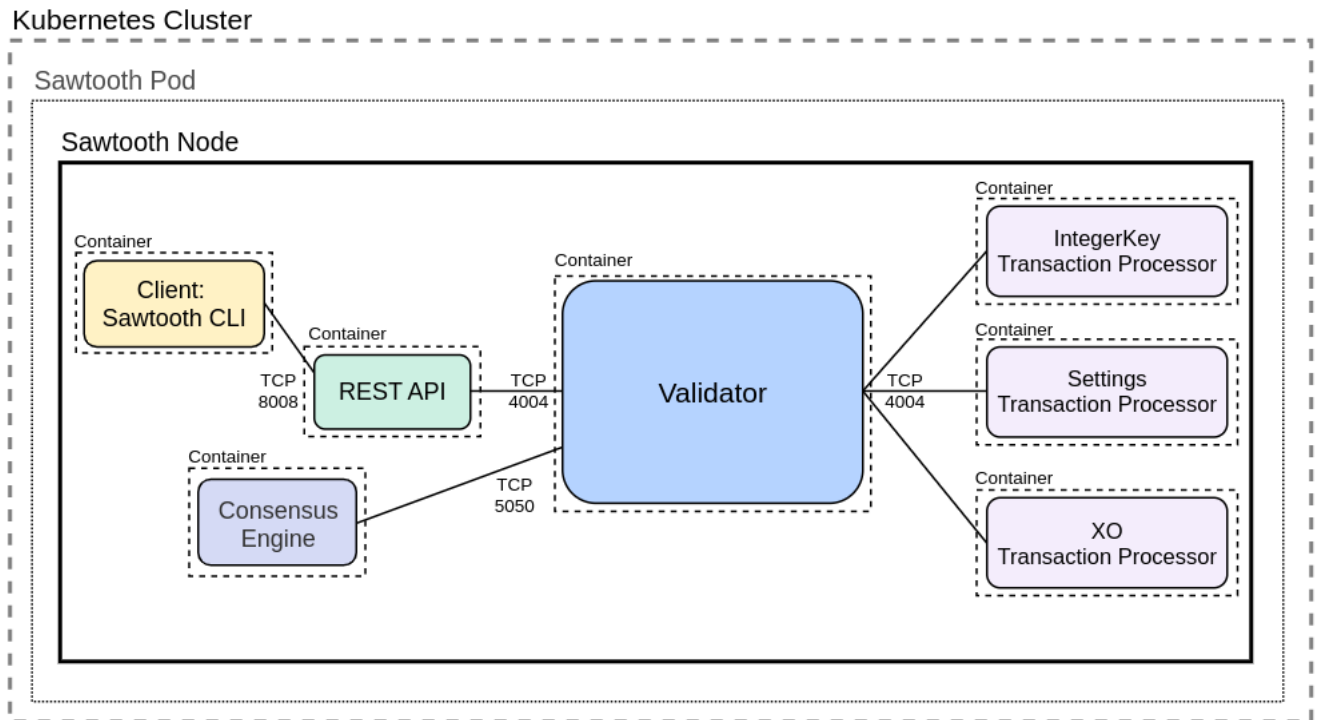 Kubernetes Cluster
Sawtooth Pod
Sawtooth Node
Container
Client:
Sawtooth CLI
TCP
8008
Container
REST API
TCP
4004
Container
Consensus
Engine
TCP
5050
Container
Validator
TCP
4004
Container
IntegerKey
Transaction Processor
Container
Settings
Transaction Processor
Container
XO
Transaction Processor